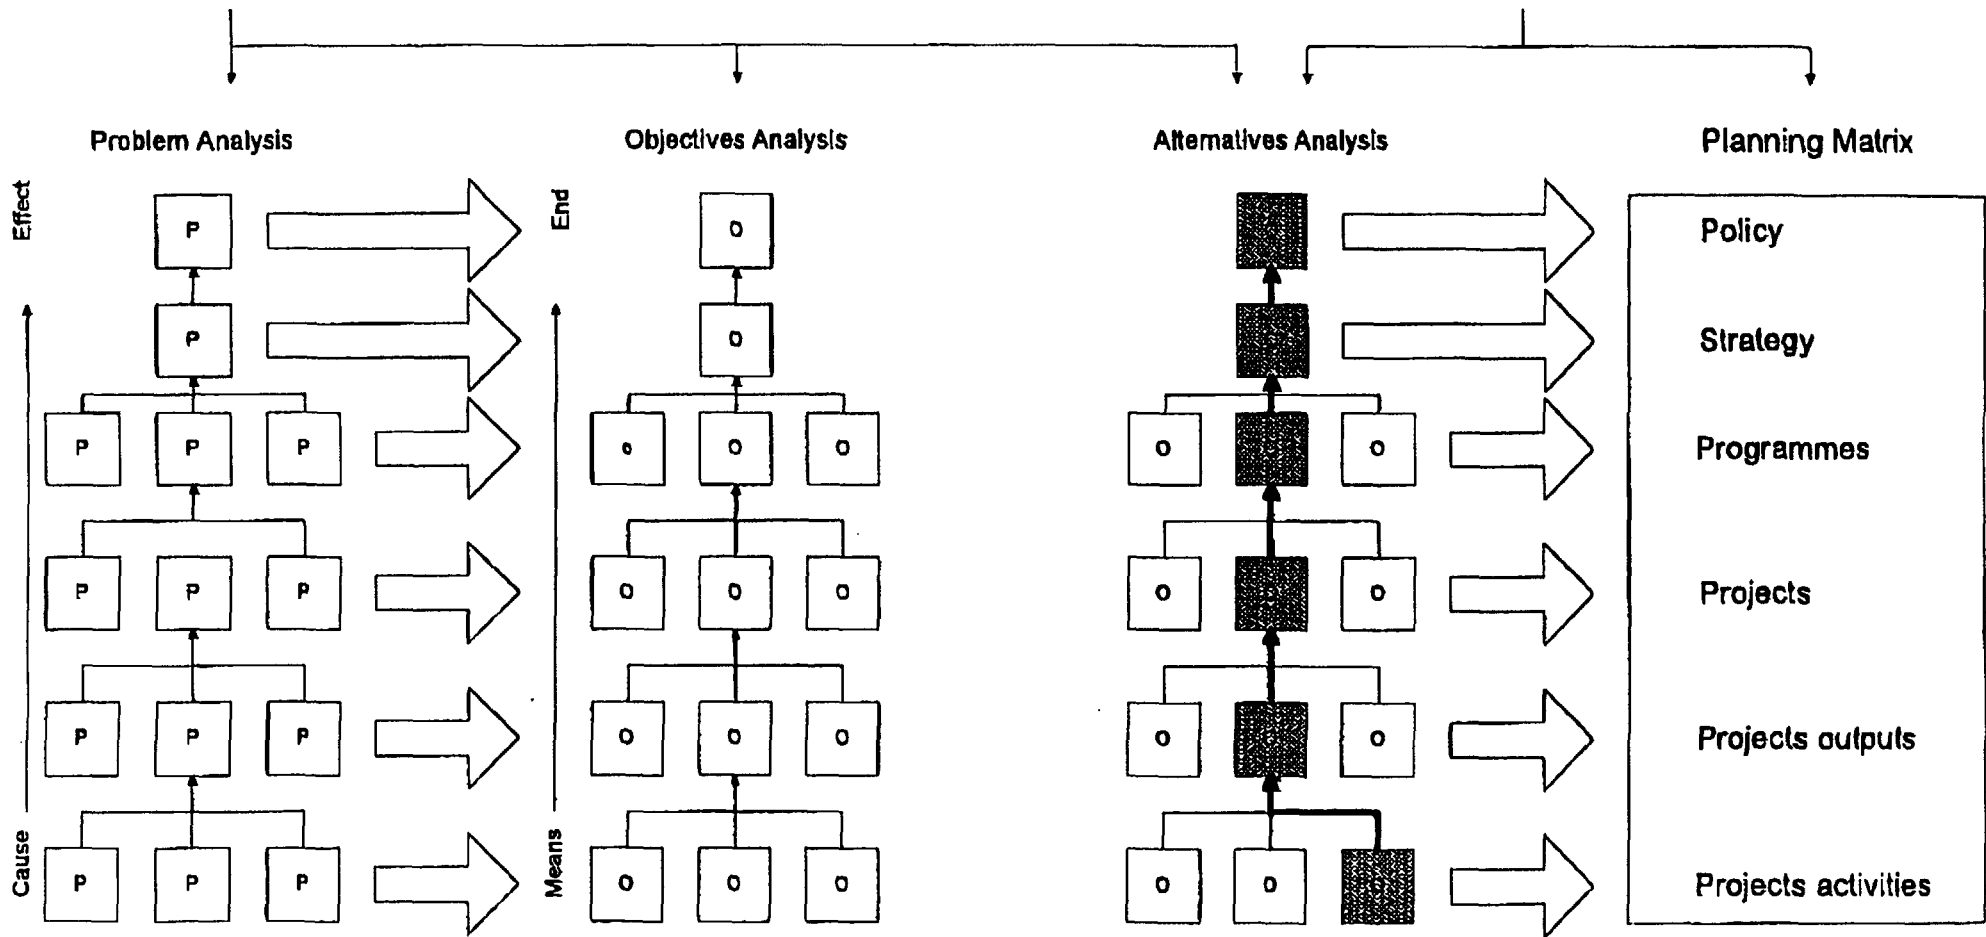 Problem Analysis Objectives Analysis Alternatives Analysis Planning Matrix
Effect
P
End
O
Policy
P
O
Strategy
P P P
o O O
O O
Programmes
P P P
O O O
O O
Projects
P P P
O O O
O O
Projects outputs
Cause
P P P
Means
O O O
O O
Projects activities